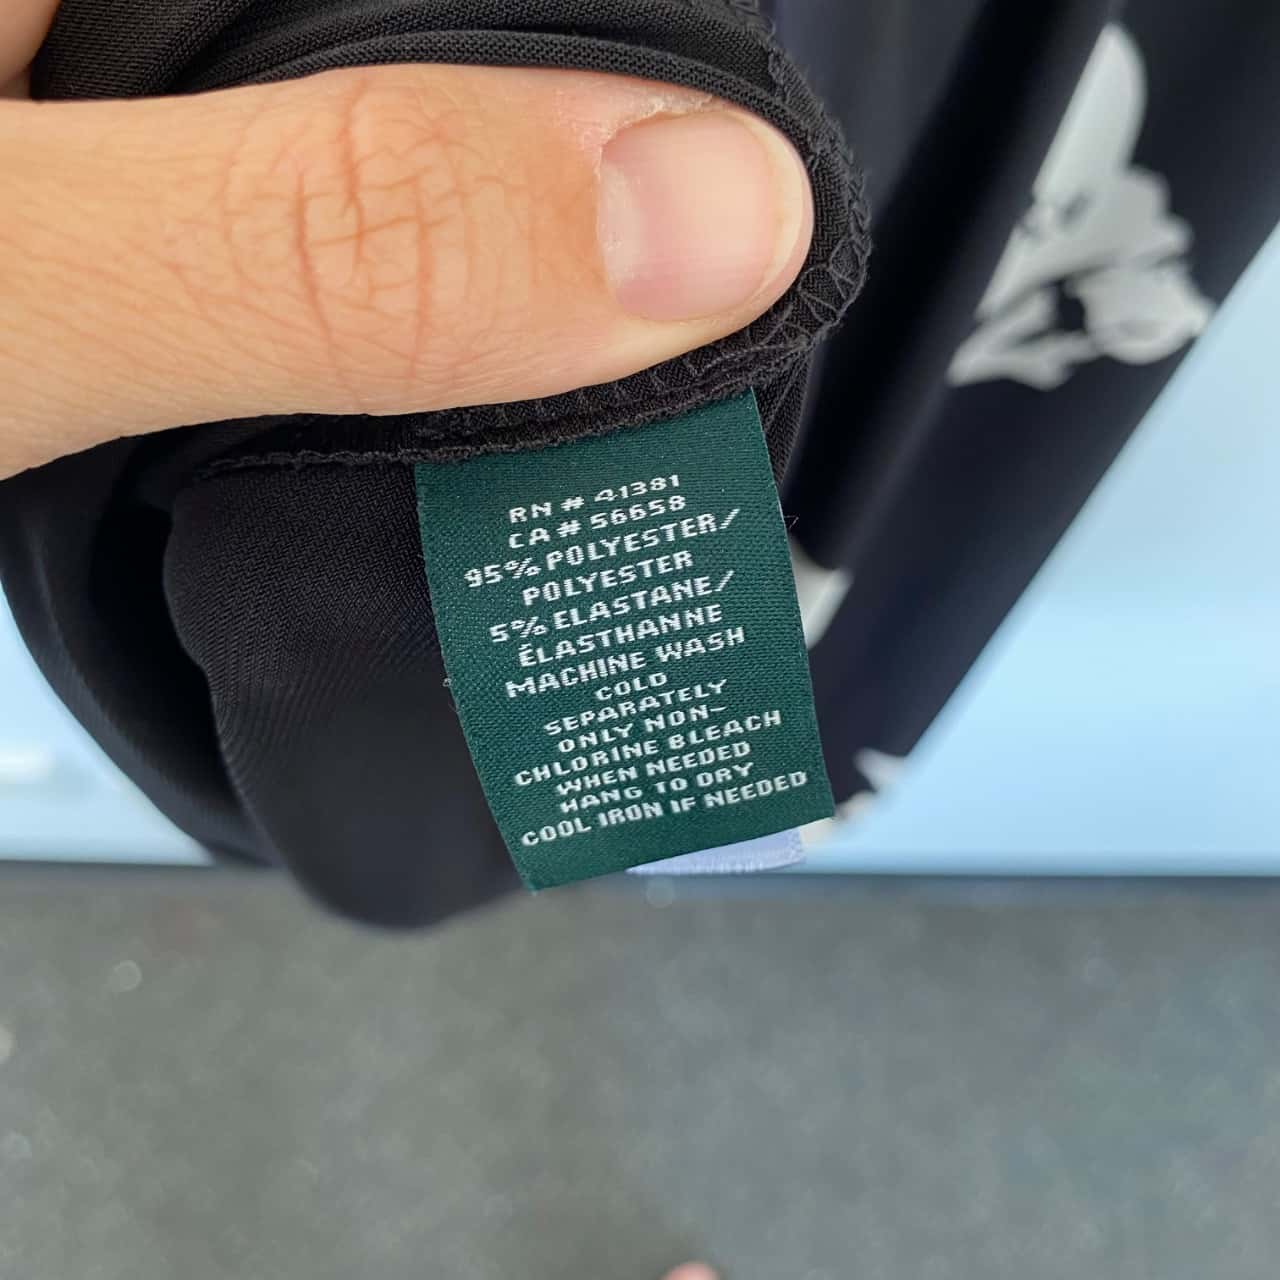 RN # 41381
CA # 56658
95% POLYESTER/
POLYESTER
5% ELASTANE/
ÉLASTHANNE
MACHINE WASH
COLD
SEPARATELY
ONLY NON-
CHLORINE BLEACH
WHEN NEEDED
HANG TO DRY
COOL IRON IF NEEDED